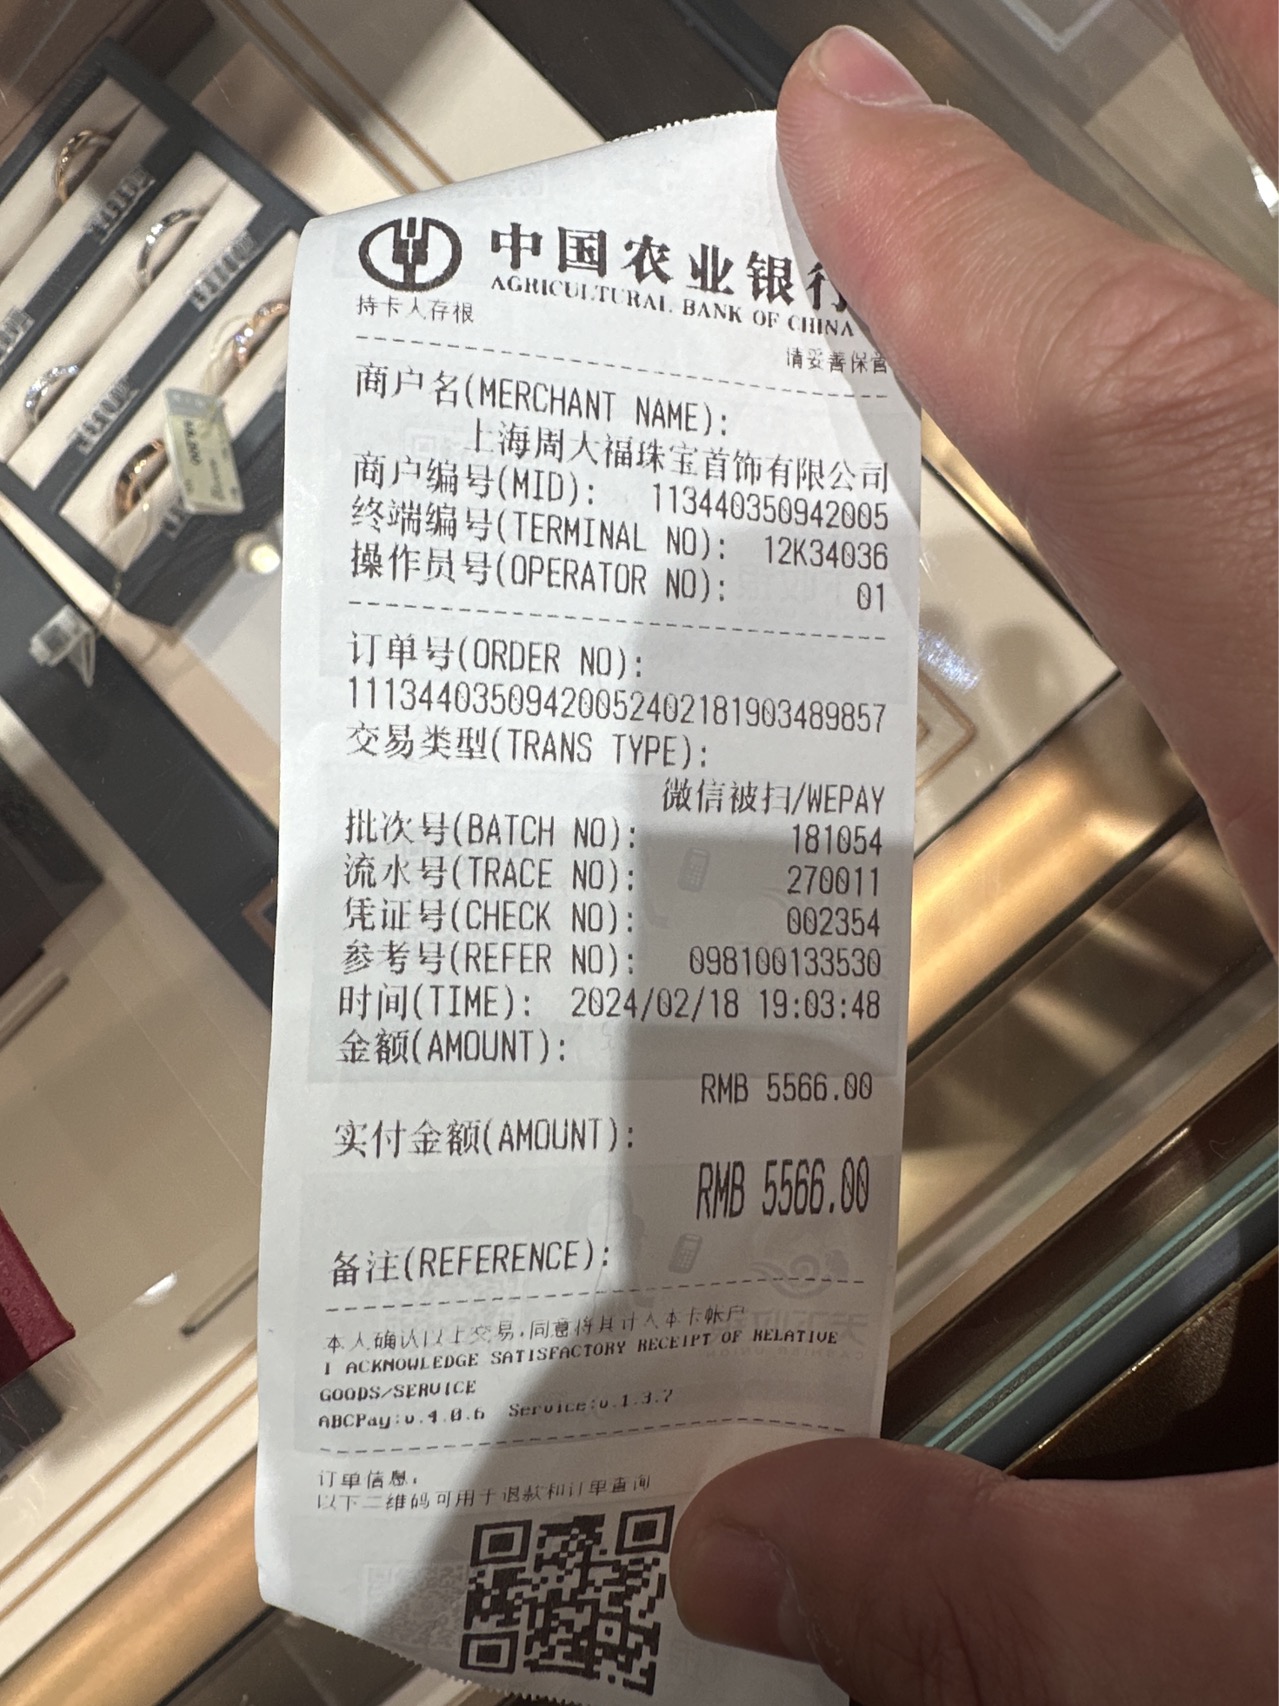 中国农业银行
AGRICULTURAL BANK OF CHINA
持卡人存根
请妥善保管
商户名(MERCHANT NAME):
上海周大福珠宝首饰有限公司
商户编号(MID): 113440350942005
终端编号(TERMINAL NO): 12K34036
操作员号(OPERATOR NO): 01
订单号(ORDER NO):
11134403509420052402181903489857
交易类型(TRANS TYPE):
微信被扫/WEPAY
批次号(BATCH NO): 181054
流水号(TRACE NO): 270011
凭证号(CHECK NO): 002354
参考号(REFER NO): 098100133530
时间(TIME): 2024/02/18 19:03:48
金额(AMOUNT):
RMB 5566.00
实付金额(AMOUNT):
RMB 5566.00
备注(REFERENCE):
本人确认以上交易,同意将其计入本卡帐户
I ACKNOWLEDGE SATISFACTORY RECEIPT OF RELATIVE
GOODS/SERVICE
ABCPay:v.4.0.6 Service:v.1.3.7
订单信息:
以下二维码可用于退款和订单查询